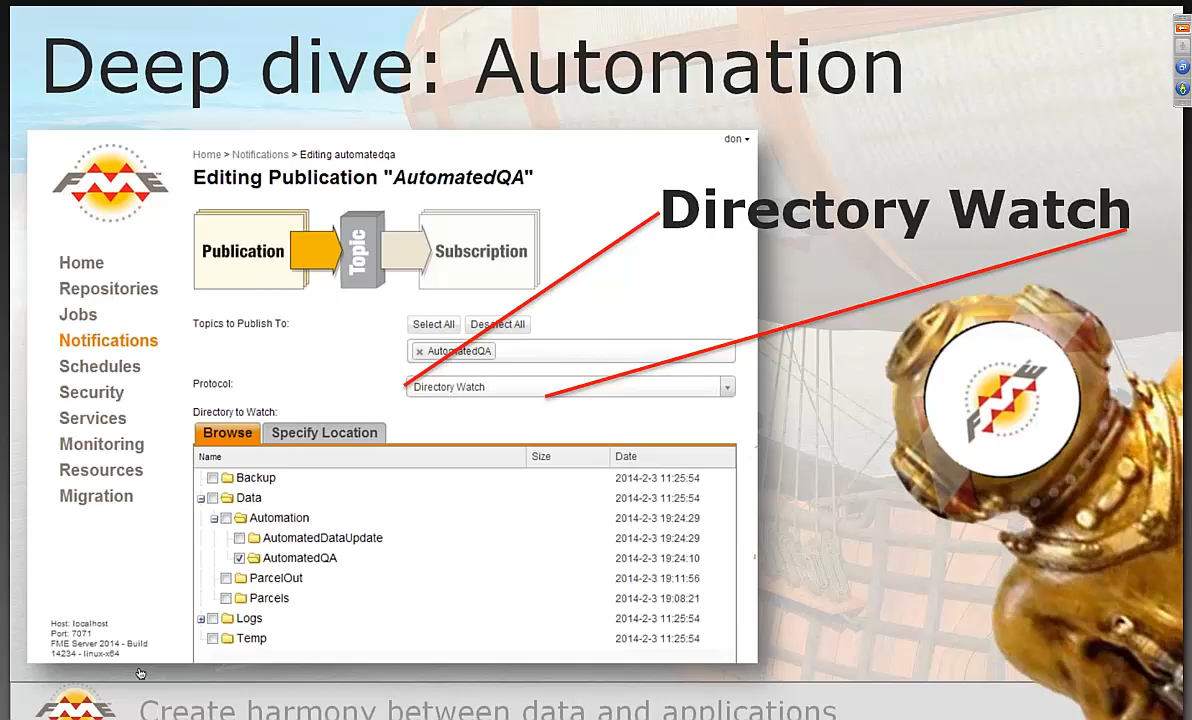 Deep dive: Automation
don
Home > Notifications > Editing automatedqa
FME
Editing Publication "AutomatedQA"
Directory Watch
Publication
Topic
Subscription
Home
Repositories
Jobs
Notifications
Schedules
Security
Services
Monitoring
Resources
Migration
Topics to Publish To:
Select All
Deselect All
AutomatedQA
Protocol:
Directory Watch
Directory to Watch:
Browse
Specify Location
Name Size Date
Backup 2014-2-3 11:25:54
Data 2014-2-3 11:25:54
Automation 2014-2-3 19:24:29
AutomatedDataUpdate 2014-2-3 19:24:29
AutomatedQA 2014-2-3 19:24:10
ParcelOut 2014-2-3 19:11:56
Parcels 2014-2-3 19:08:21
Logs 2014-2-3 11:25:54
Temp 2014-2-3 11:25:54
Host: localhost
Port: 7071
FME Server 2014 - Build
14234 - linux-x64
FME
FME
Create harmony between data and applications